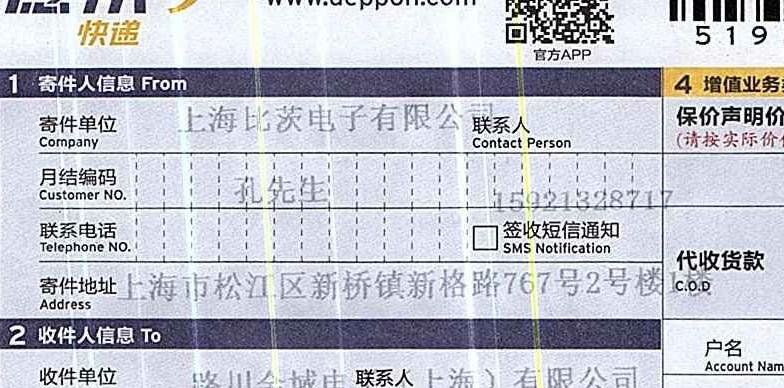 www.deppon.com
快递
官方APP
519
1 寄件人信息 From
4 增值业务
寄件单位 上海比茨电子有限公司 联系人
Company Contact Person
保价声明价
(请按实际价
月结编码
Customer NO.
孔先生 15921328717
联系电话
Telephone NO.
签收短信通知
SMS Notification
代收货款
C.O.D
寄件地址 上海市松江区新桥镇新格路767号2号楼1楼
Address
2 收件人信息 To
户名
Account Nam
收件单位 联系人 上海）有限公司